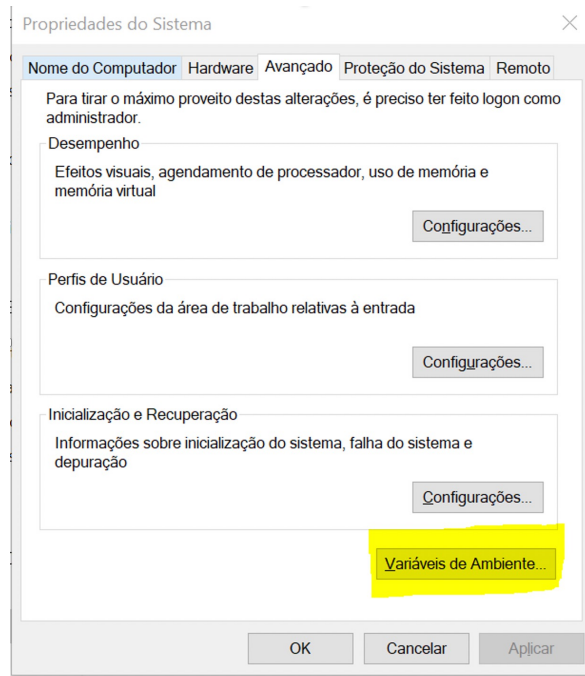 Propriedades do Sistema
Nome do Computador Hardware Avançado Proteção do Sistema Remoto
Para tirar o máximo proveito destas alterações, é preciso ter feito logon como
administrador.
Desempenho
Efeitos visuais, agendamento de processador, uso de memória e
memória virtual
Configurações...
Perfis de Usuário
Configurações da área de trabalho relativas à entrada
Configurações...
Inicialização e Recuperação
Informações sobre inicialização do sistema, falha do sistema e
depuração
Configurações...
Variáveis de Ambiente...
OK Cancelar Aplicar